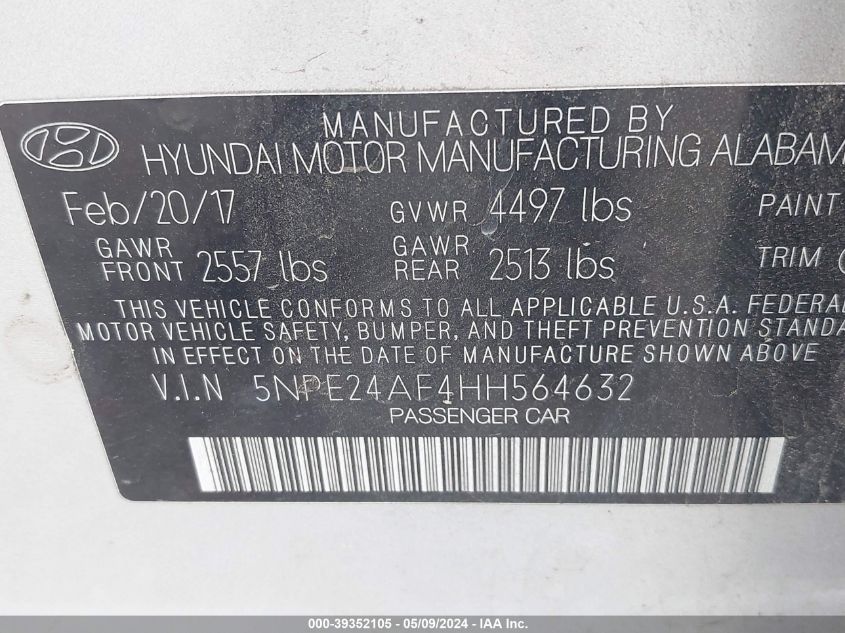 MANUFACTURED BY
HYUNDAI MOTOR MANUFACTURING ALABAM
Feb/20/17 GVWR 4497 lbs PAINT
GAWR FRONT 2557 lbs GAWR REAR 2513 lbs TRIM
THIS VEHICLE CONFORMS TO ALL APPLICABLE U.S.A. FEDERAL
MOTOR VEHICLE SAFETY, BUMPER, AND THEFT PREVENTION STANDA
IN EFFECT ON THE DATE OF MANUFACTURE SHOWN ABOVE
V.I.N 5NPE24AF4HH564632
PASSENGER CAR
000-39352105 - 05/09/2024 - IAAI.COM